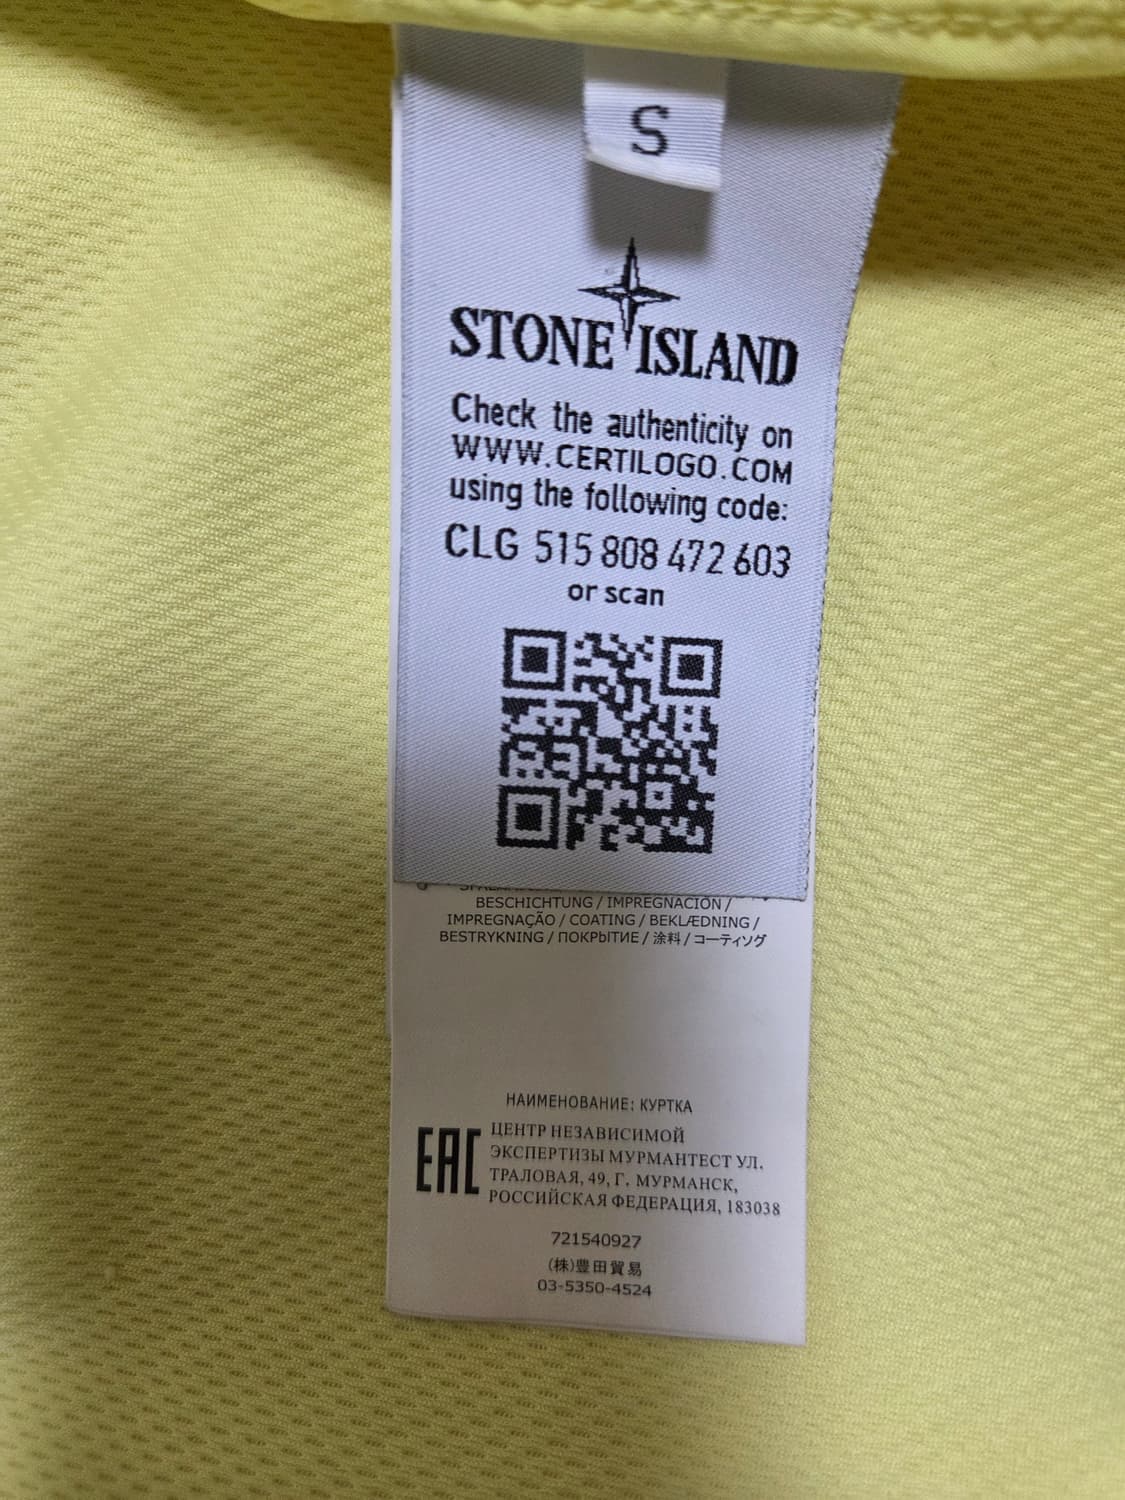 S
STONE ISLAND
Check the authenticity on
WWW.CERTILOGO.COM
using the following code:
CLG 515 808 472 603
or scan
BESCHICHTUNG / IMPREGNACIÓN /
IMPREGNAÇÃO / COATING / BEKLÆDNING /
BESTRYKNING / ПОКРЫТИЕ / 涂料 / コーティング
НАИМЕНОВАНИЕ: КУРТКА
EAC
ЦЕНТР НЕЗАВИСИМОЙ
ЭКСПЕРТИЗЫ МУРМАНТЕСТ УЛ.
ТРАЛОВАЯ, 49, Г. МУРМАНСК,
РОССИЙСКАЯ ФЕДЕРАЦИЯ, 183038
721540927
(株)豊田貿易
03-5350-4524